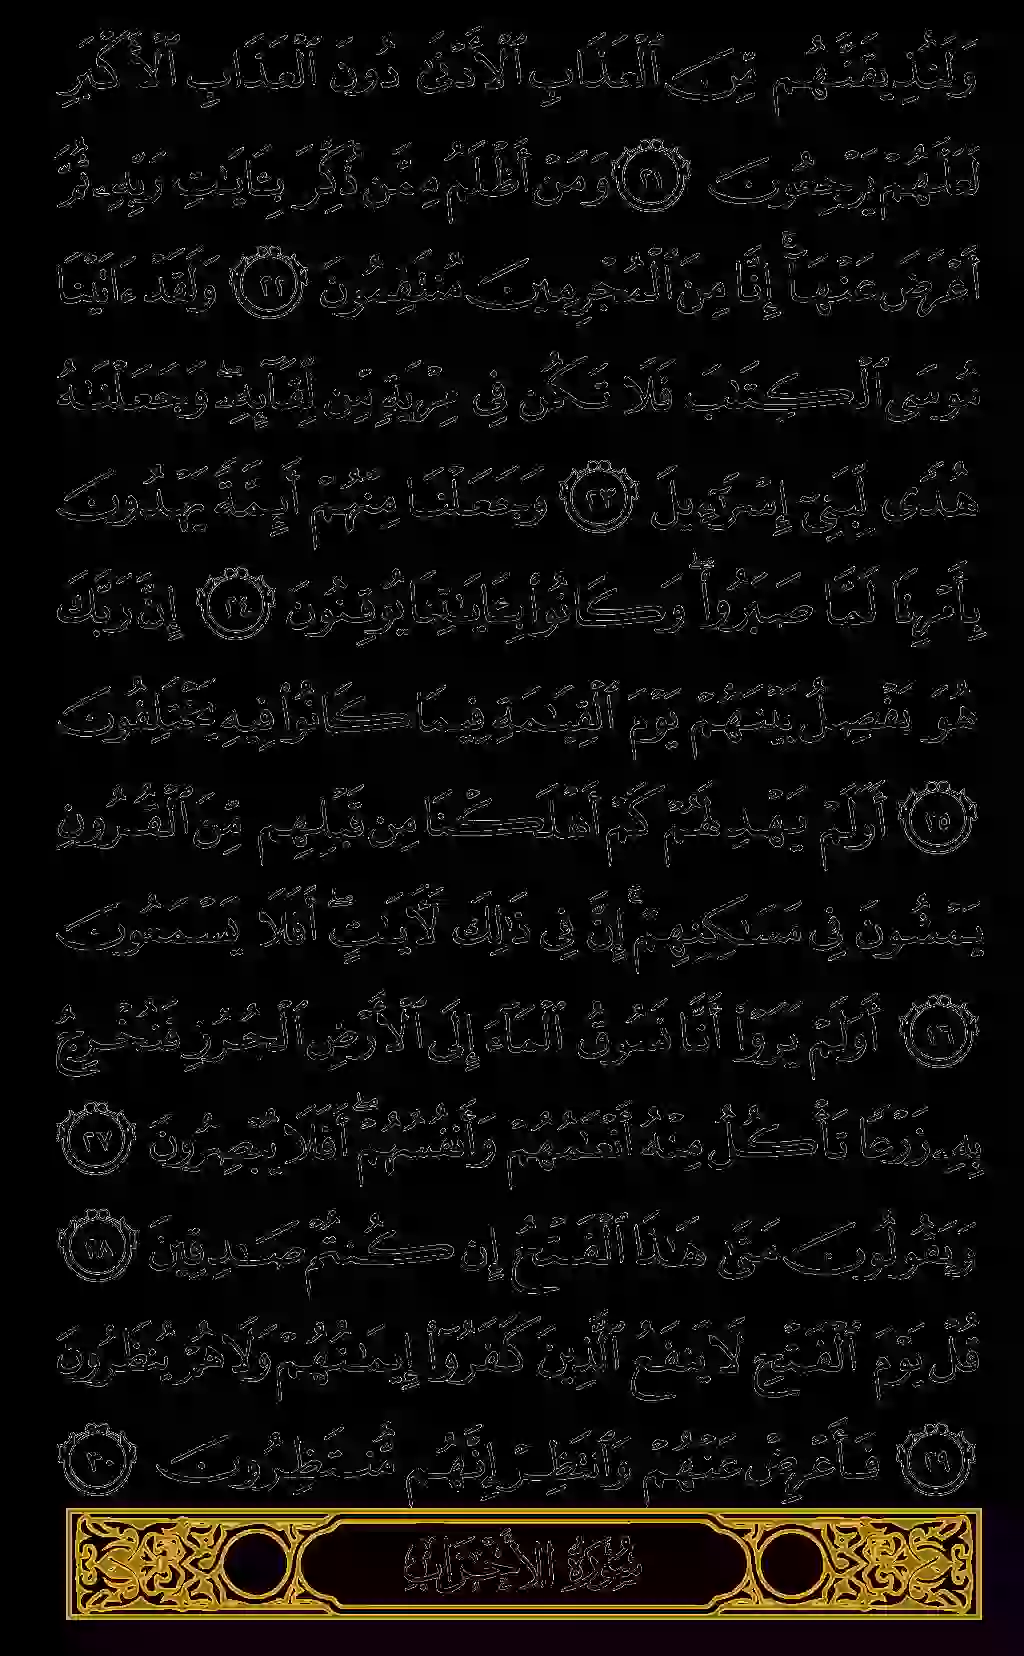 وَلَنُذِيقَنَّهُم مِّنَ ٱلْعَذَابِ ٱلْأَدْنَىٰ دُونَ ٱلْعَذَابِ ٱلْأَكْبَرِ
لَعَلَّهُمْ يَرْجِعُونَ ٢١ وَمَنْ أَظْلَمُ مِمَّن ذُكِّرَ بِـَٔايَٰتِ رَبِّهِۦ ثُمَّ
أَعْرَضَ عَنْهَآ ۚ إِنَّا مِنَ ٱلْمُجْرِمِينَ مُنتَقِمُونَ ٢٢ وَلَقَدْ ءَاتَيْنَا
مُوسَى ٱلْكِتَٰبَ فَلَا تَكُن فِى مِرْيَةٍ مِّن لِّقَآئِهِۦ ۖ وَجَعَلْنَٰهُ
هُدًى لِّبَنِىٓ إِسْرَٰٓءِيلَ ٢٣ وَجَعَلْنَا مِنْهُمْ أَئِمَّةً يَهْدُونَ
بِأَمْرِنَا لَمَّا صَبَرُوا۟ ۖ وَكَانُوا۟ بِـَٔايَٰتِنَا يُوقِنُونَ ٢٤ إِنَّ رَبَّكَ
هُوَ يَفْصِلُ بَيْنَهُمْ يَوْمَ ٱلْقِيَٰمَةِ فِيمَا كَانُوا۟ فِيهِ يَخْتَلِفُونَ
٢٥ أَوَلَمْ يَهْدِ لَهُمْ كَمْ أَهْلَكْنَا مِن قَبْلِهِم مِّنَ ٱلْقُرُونِ
يَمْشُونَ فِى مَسَٰكِنِهِمْ ۚ إِنَّ فِى ذَٰلِكَ لَءَايَٰتٍ ۖ أَفَلَا يَسْمَعُونَ
٢٦ أَوَلَمْ يَرَوْا۟ أَنَّا نَسُوقُ ٱلْمَآءَ إِلَى ٱلْأَرْضِ ٱلْجُرُزِ فَنُخْرِجُ
بِهِۦ زَرْعًا تَأْكُلُ مِنْهُ أَنْعَٰمُهُمْ وَأَنفُسُهُمْ ۖ أَفَلَا يُبْصِرُونَ ٢٧
وَيَقُولُونَ مَتَىٰ هَٰذَا ٱلْفَتْحُ إِن كُنتُمْ صَٰدِقِينَ ٢٨
قُلْ يَوْمَ ٱلْفَتْحِ لَا يَنفَعُ ٱلَّذِينَ كَفَرُوٓا۟ إِيمَٰنُهُمْ وَلَا هُمْ يُنظَرُونَ
٢٩ فَأَعْرِضْ عَنْهُمْ وَٱنتَظِرْ إِنَّهُم مُّنتَظِرُونَ ٣٠
سُورَةُ الأَحْزَابِ